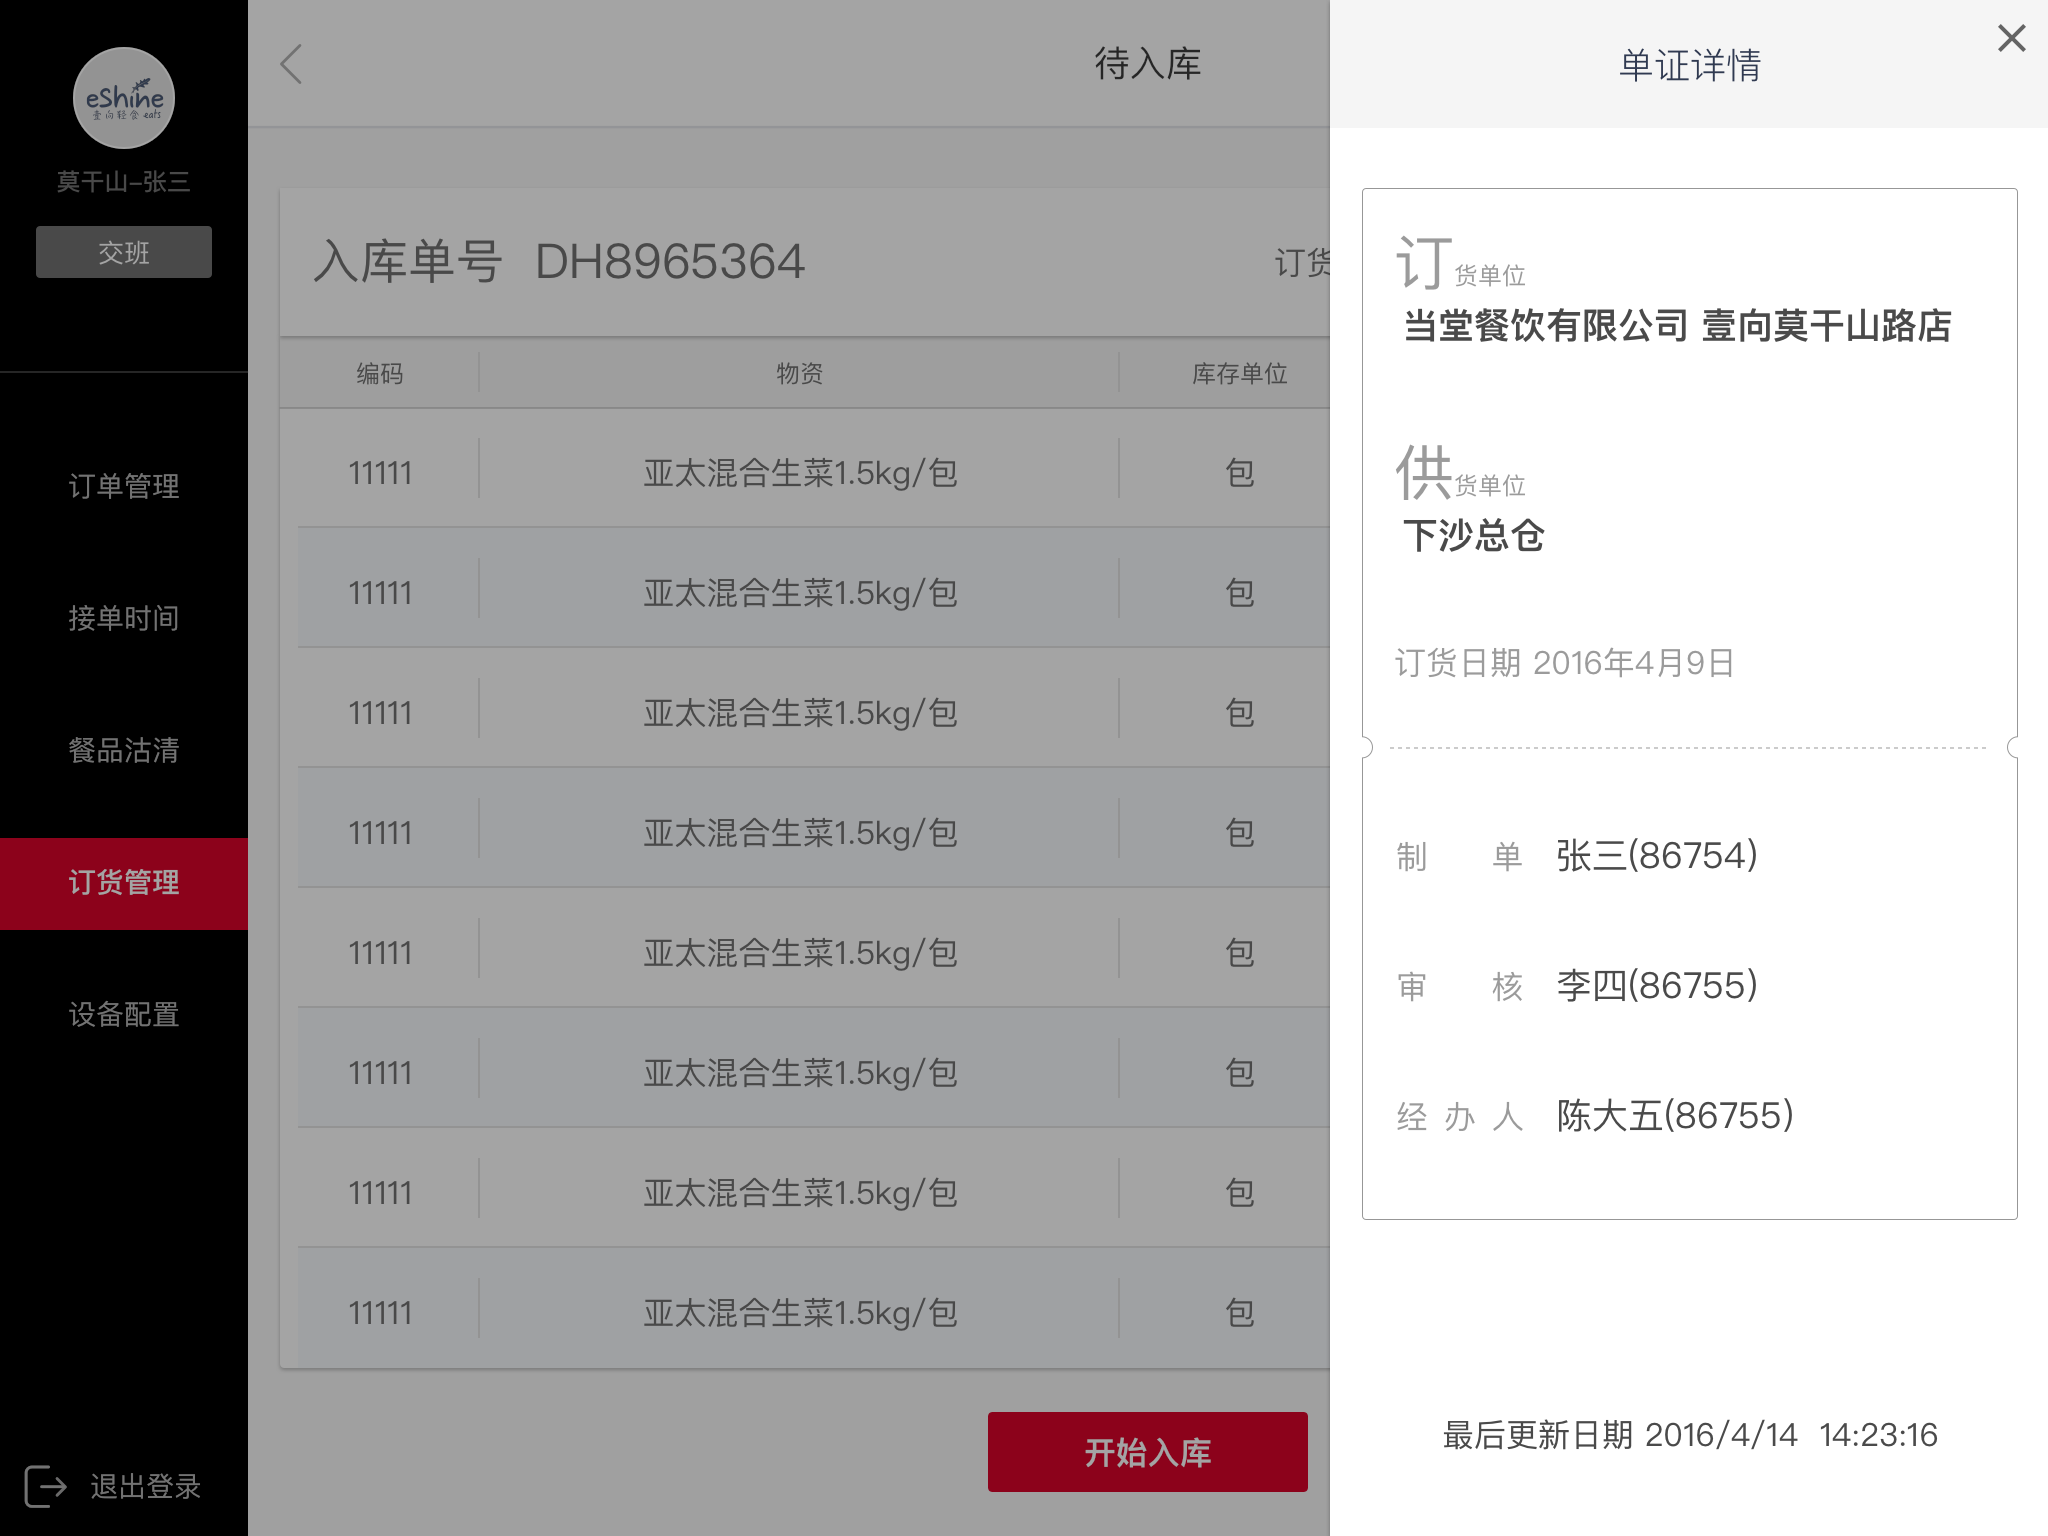 eShine
壹向轻食 eats
莫干山-张三
交班
订单管理
接单时间
餐品沽清
订货管理
设备配置
退出登录
待入库
入库单号 DH8965364
订货
编码 物资 库存单位
11111 亚太混合生菜1.5kg/包 包
11111 亚太混合生菜1.5kg/包 包
11111 亚太混合生菜1.5kg/包 包
11111 亚太混合生菜1.5kg/包 包
11111 亚太混合生菜1.5kg/包 包
11111 亚太混合生菜1.5kg/包 包
11111 亚太混合生菜1.5kg/包 包
11111 亚太混合生菜1.5kg/包 包
开始入库
单证详情
订货单位
当堂餐饮有限公司 壹向莫干山路店
供货单位
下沙总仓
订货日期 2016年4月9日
制单 张三(86754)
审核 李四(86755)
经办人 陈大五(86755)
最后更新日期 2016/4/14 14:23:16